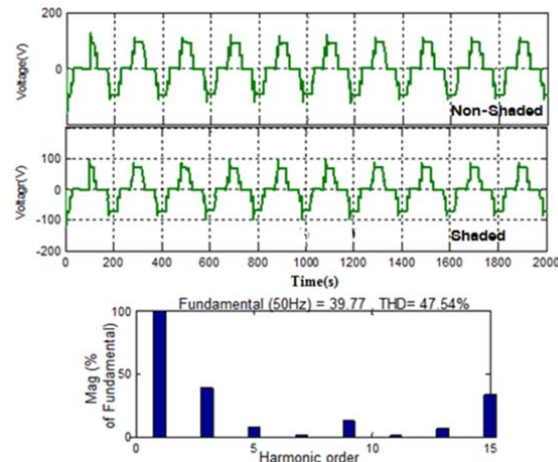 200
0
Voltage(V)
Non-Shaded
100
0
-100
-200
Voltagr(V)
Shaded
0 200 400 600 800 1000 1200 1400 1600 1800 2000
Time(s)
Fundamental (50Hz) = 39.77 , THD= 47.54%
100
50
0
Mag (%
of Fundamental)
0 5 10 15
Harmonic order